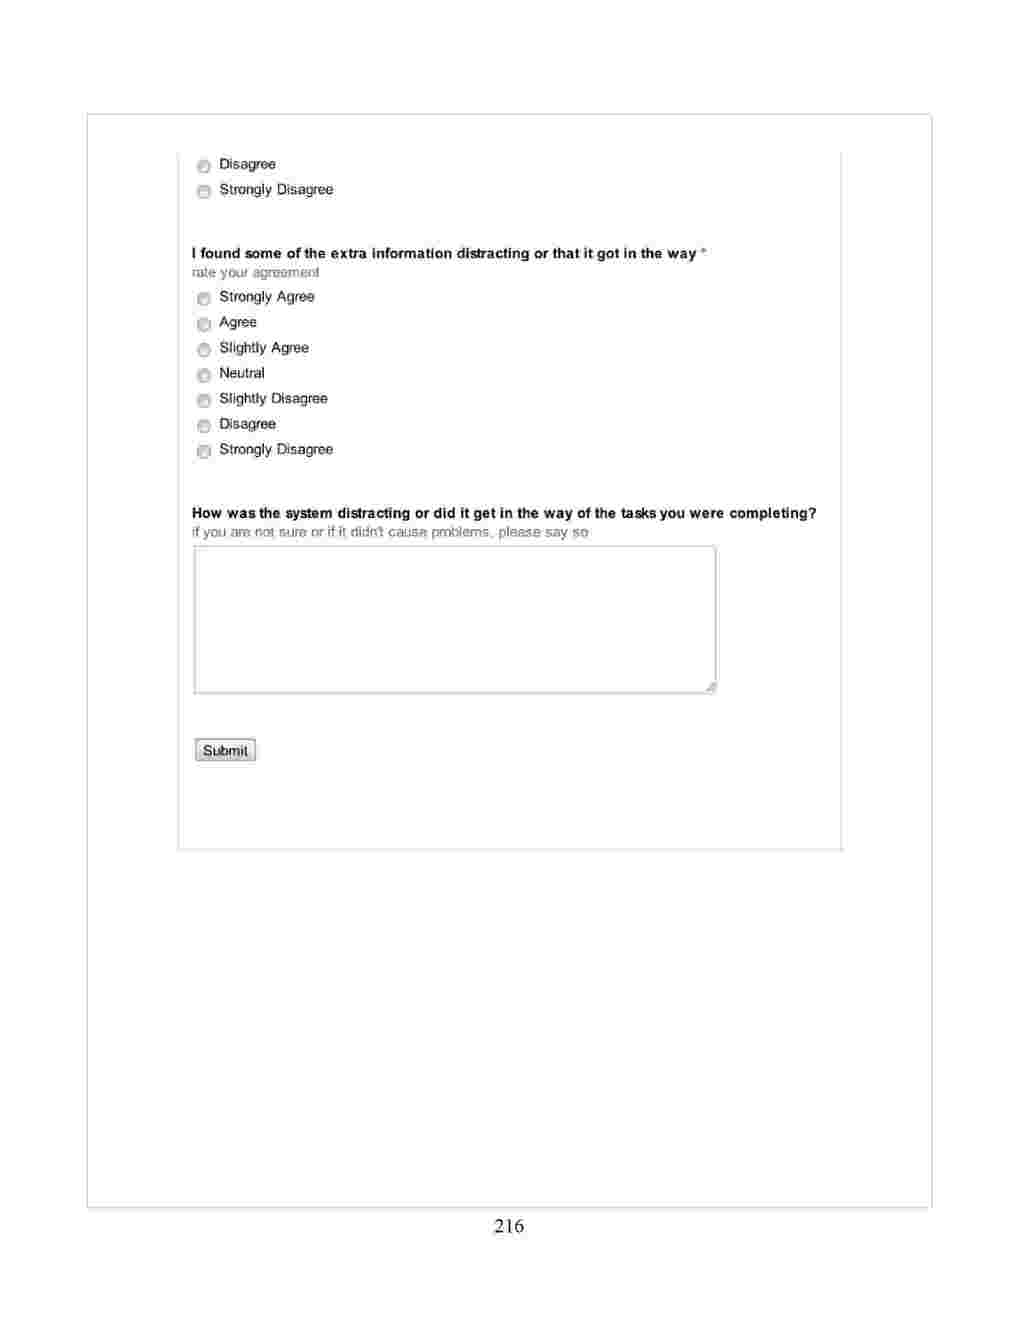 Disagree
Strongly Disagree
I found some of the extra information distracting or that it got in the way *
rate your agreement
Strongly Agree
Agree
Slightly Agree
Neutral
Slightly Disagree
Disagree
Strongly Disagree
How was the system distracting or did it get in the way of the tasks you were completing?
if you are not sure or if it didn't cause problems, please say so
Submit
216